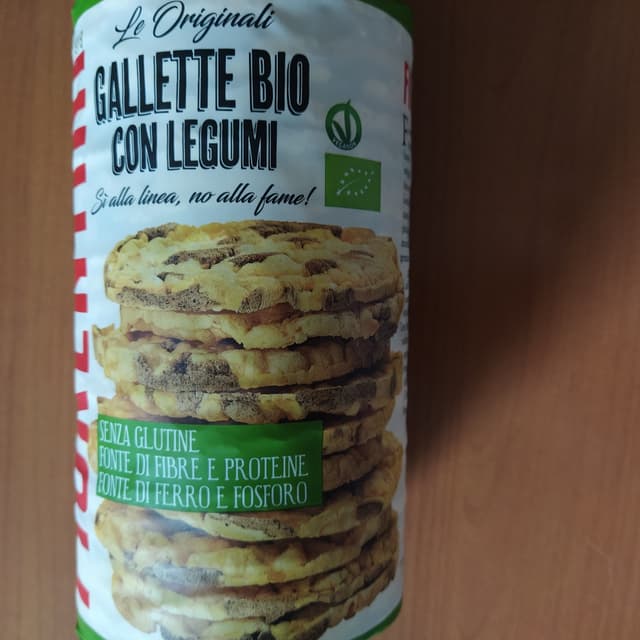 Le Originali
GALLETTE BIO
CON LEGUMI
Sì alla linea, no alla fame!
SENZA GLUTINE
FONTE DI FIBRE E PROTEINE
FONTE DI FERRO E FOSFORO